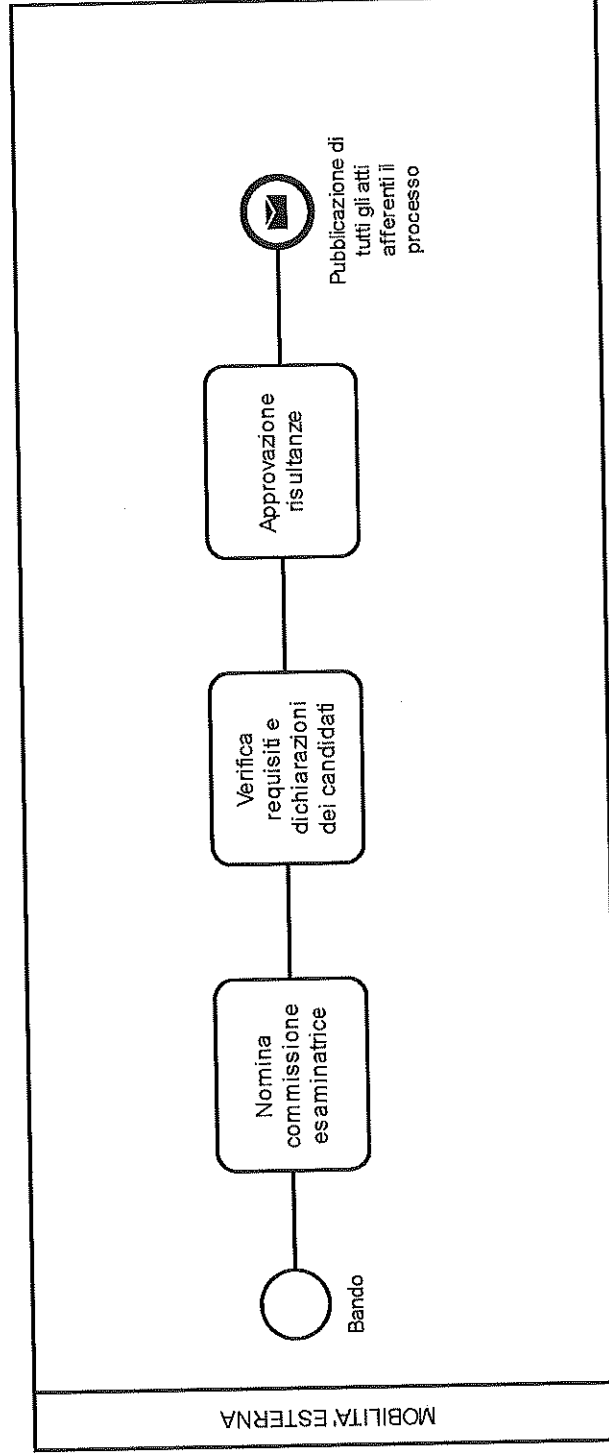 MOBILITA' ESTERNA
Bando
Nomina
commissione
esaminatrice
Verifica
requisiti e
dichiarazioni
dei candidati
Approvazione
risultanze
Pubblicazione di
tutti gli atti
afferenti il
processo